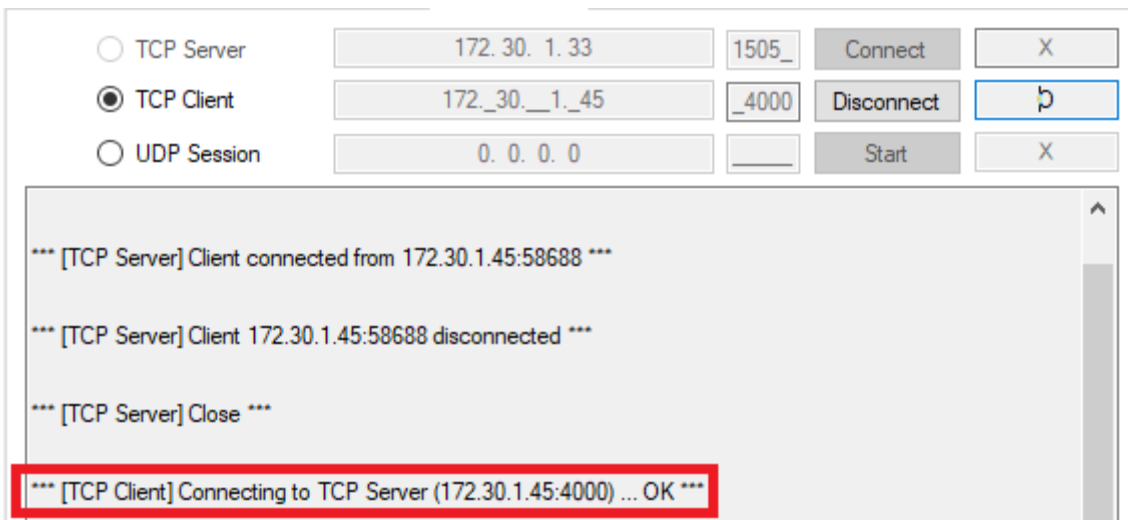 TCP Server 172. 30. 1. 33 1505_ Connect X
TCP Client 172._30.__1._45 _4000 Disconnect
UDP Session 0. 0. 0. 0 _____ Start X
*** [TCP Server] Client connected from 172.30.1.45:58688 ***
*** [TCP Server] Client 172.30.1.45:58688 disconnected ***
*** [TCP Server] Close ***
*** [TCP Client] Connecting to TCP Server (172.30.1.45:4000) ... OK ***